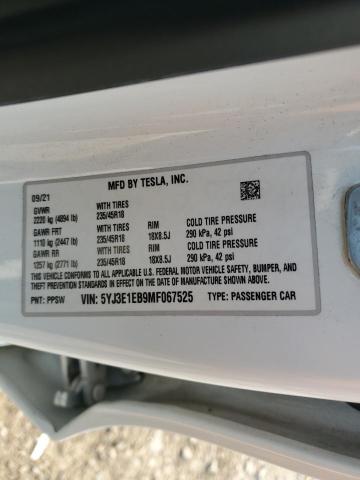 MFD BY TESLA, INC.
09/21
GVWR WITH TIRES
2220 kg (4894 lb) 235/45R18
GAWR FRT WITH TIRES RIM COLD TIRE PRESSURE
1110 kg (2447 lb) 235/45R18 18X8.5J 290 kPa, 42 psi
GAWR RR WITH TIRES RIM COLD TIRE PRESSURE
1257 kg (2771 lb) 235/45R18 18X8.5J 290 kPa, 42 psi
THIS VEHICLE CONFORMS TO ALL APPLICABLE U.S. FEDERAL MOTOR VEHICLE SAFETY, BUMPER, AND
THEFT PREVENTION STANDARDS IN EFFECT ON THE DATE OF MANUFACTURE SHOWN ABOVE.
PNT: PPSW VIN: 5YJ3E1EB9MF067525 TYPE: PASSENGER CAR